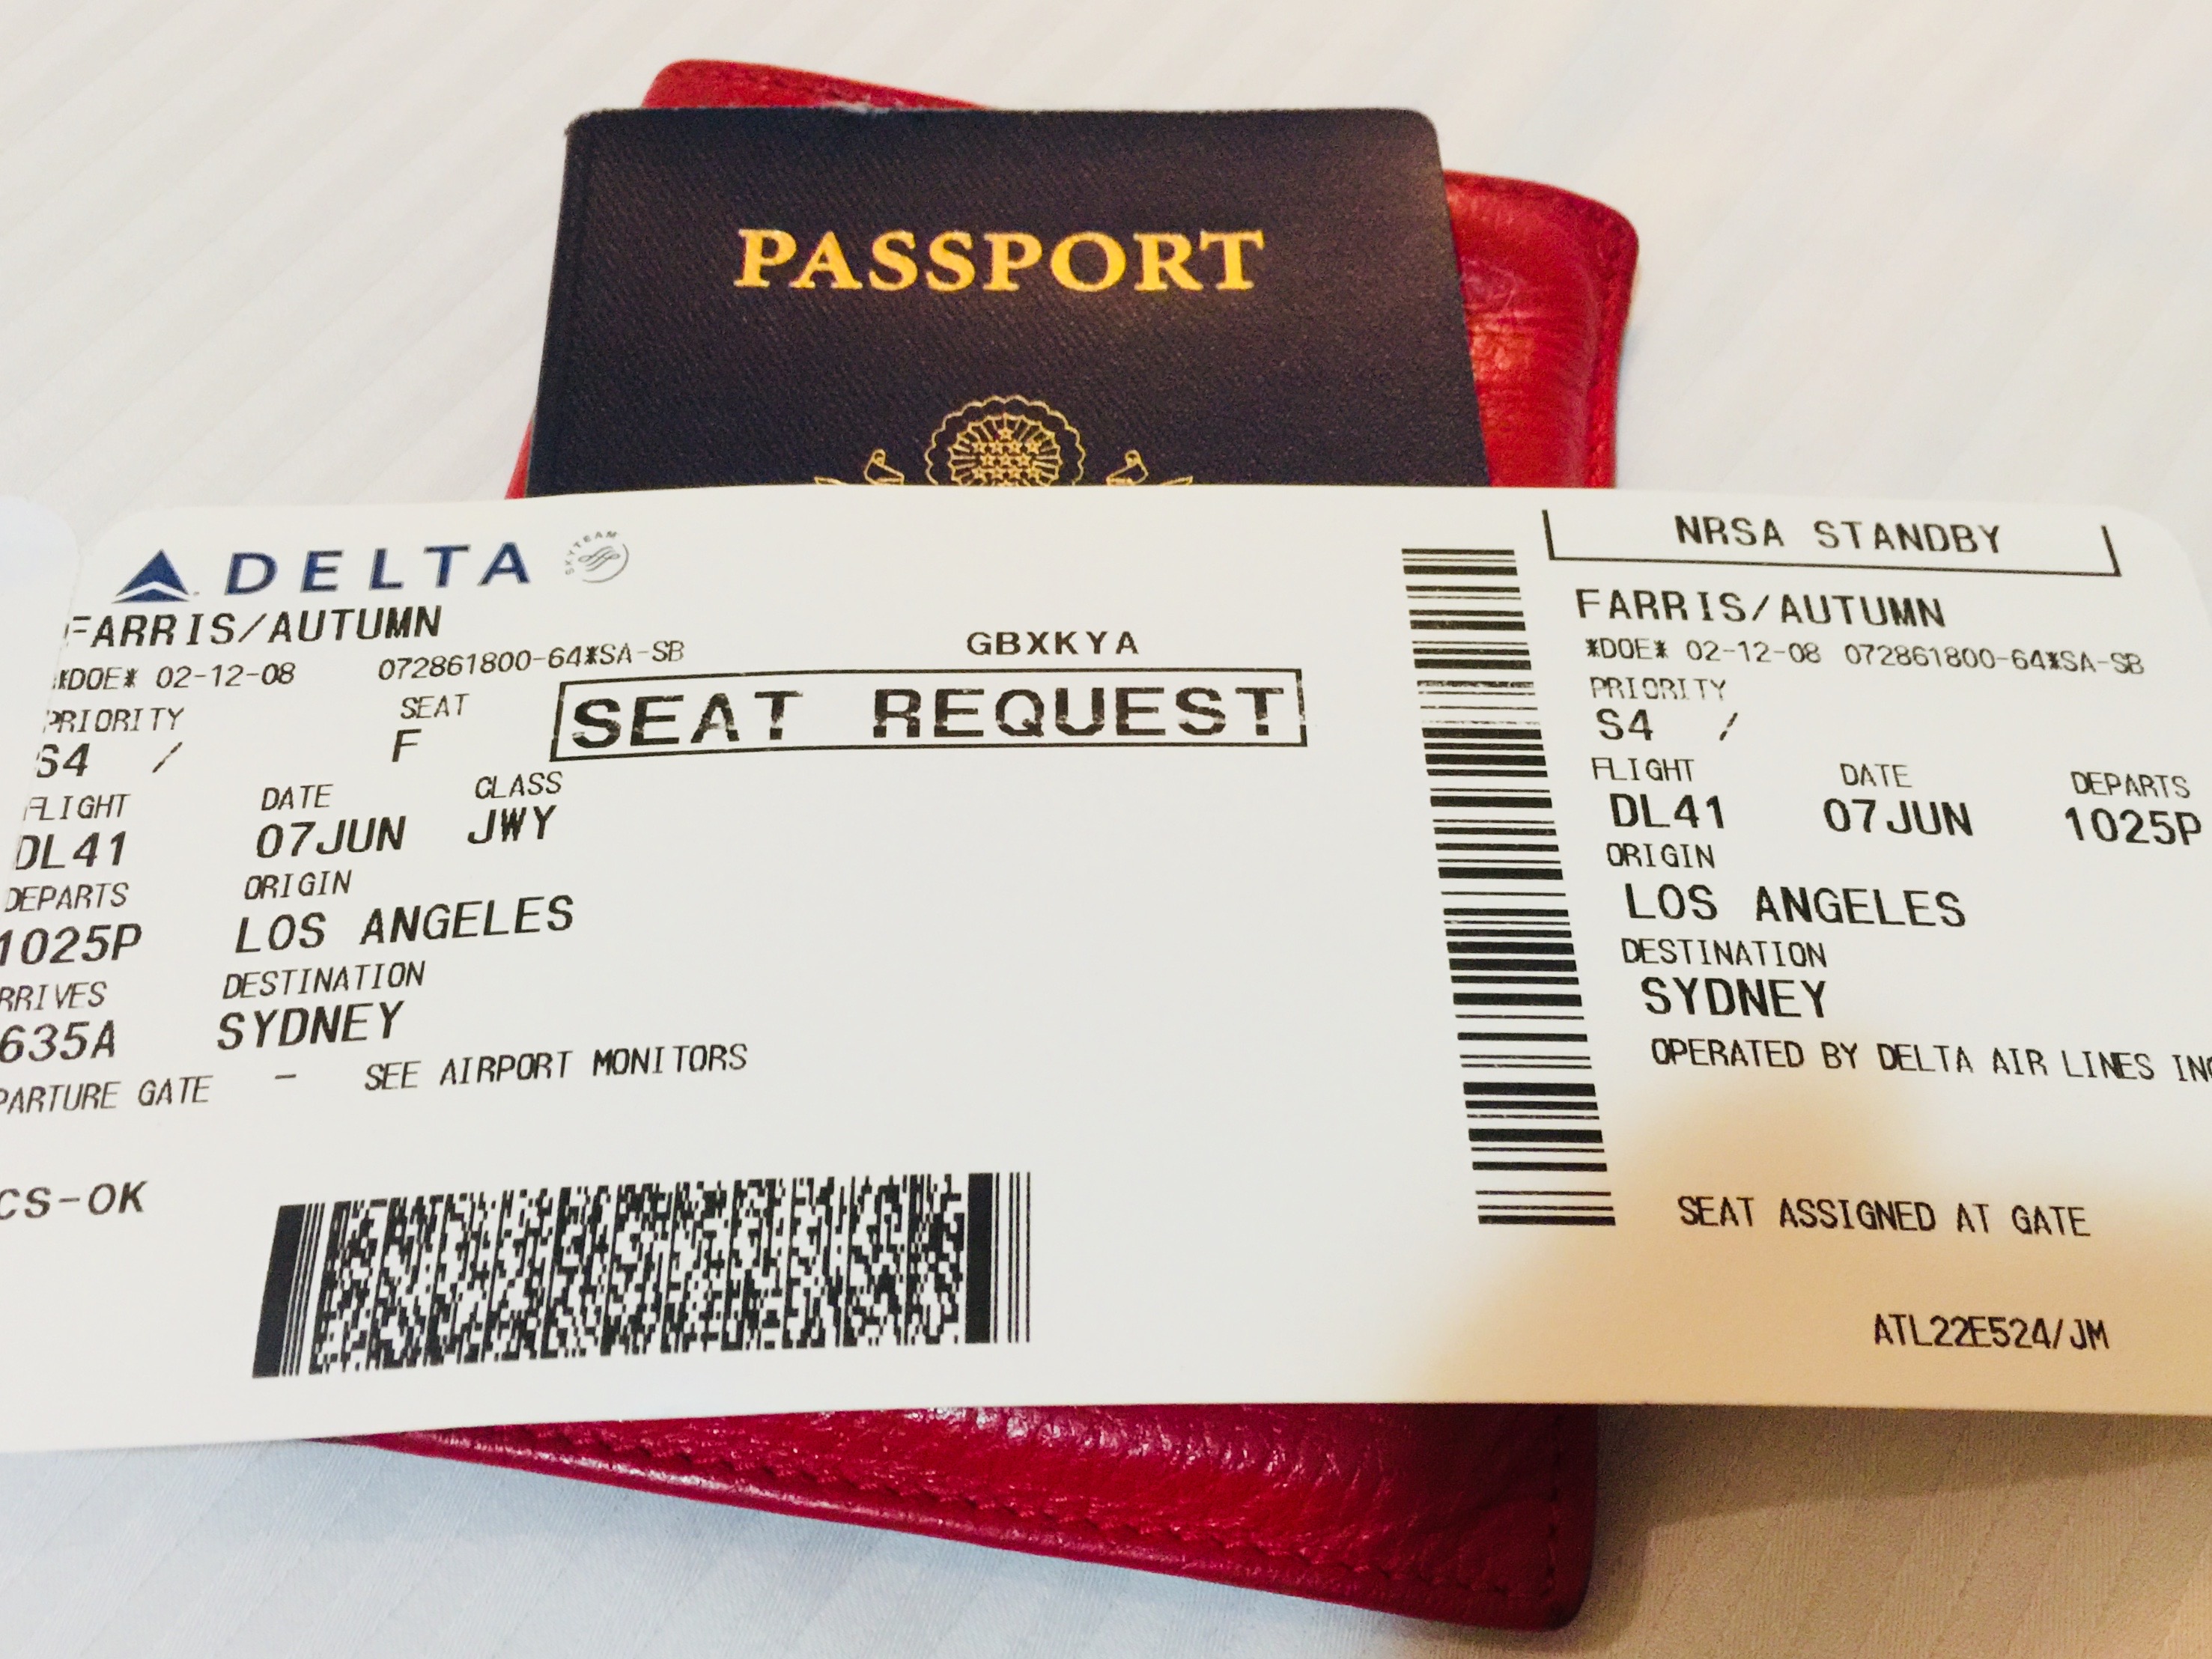 PASSPORT
DELTA
SKYTEAM
FARRIS/AUTUMN
*DOE* 02-12-08 072861800-64*SA-SB GBXKYA
PRIORITY SEAT SEAT REQUEST
S4 / F
FLIGHT DATE CLASS
DL41 07JUN JWY
DEPARTS ORIGIN
1025P LOS ANGELES
RRIVES DESTINATION
635A SYDNEY
PARTURE GATE - SEE AIRPORT MONITORS
CS-OK
NRSA STANDBY
FARRIS/AUTUMN
*DOE* 02-12-08 072861800-64*SA-SB
PRIORITY
S4 /
FLIGHT DATE DEPARTS
DL41 07JUN 1025P
ORIGIN
LOS ANGELES
DESTINATION
SYDNEY
OPERATED BY DELTA AIR LINES INC
SEAT ASSIGNED AT GATE
ATL22E524/JM